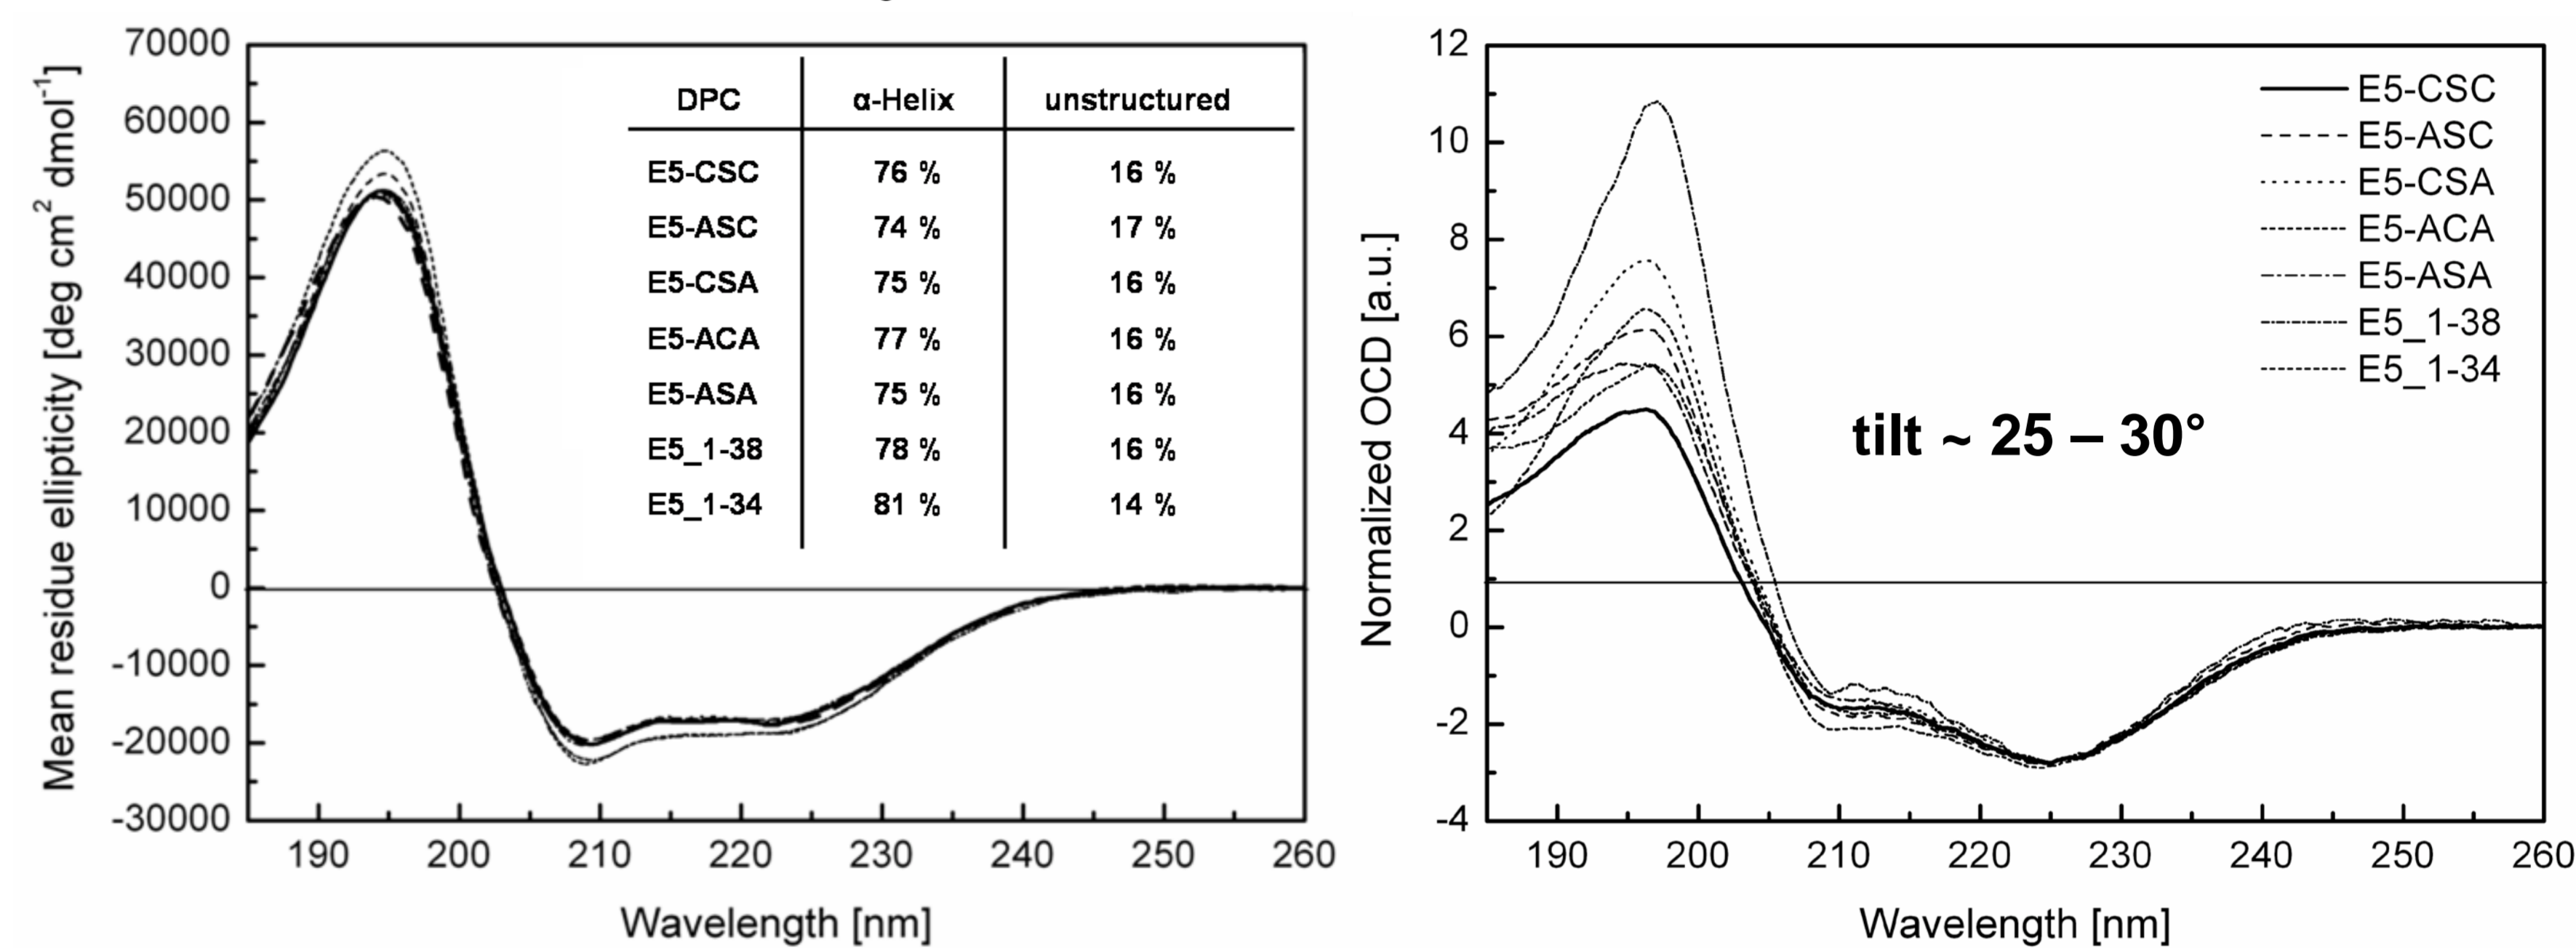 70000
60000
50000
40000
30000
20000
10000
0
-10000
-20000
-30000
Mean residue ellipticity [deg cm² dmol⁻¹]
190 200 210 220 230 240 250 260
Wavelength [nm]
DPC α-Helix unstructured
E5-CSC 76 % 16 %
E5-ASC 74 % 17 %
E5-CSA 75 % 16 %
E5-ACA 77 % 16 %
E5-ASA 75 % 16 %
E5_1-38 78 % 16 %
E5_1-34 81 % 14 %
12
10
8
6
4
2
0
-2
-4
Normalized OCD [a.u.]
E5-CSC
E5-ASC
E5-CSA
E5-ACA
E5-ASA
E5_1-38
E5_1-34
tilt ~ 25 – 30°
190 200 210 220 230 240 250 260
Wavelength [nm]